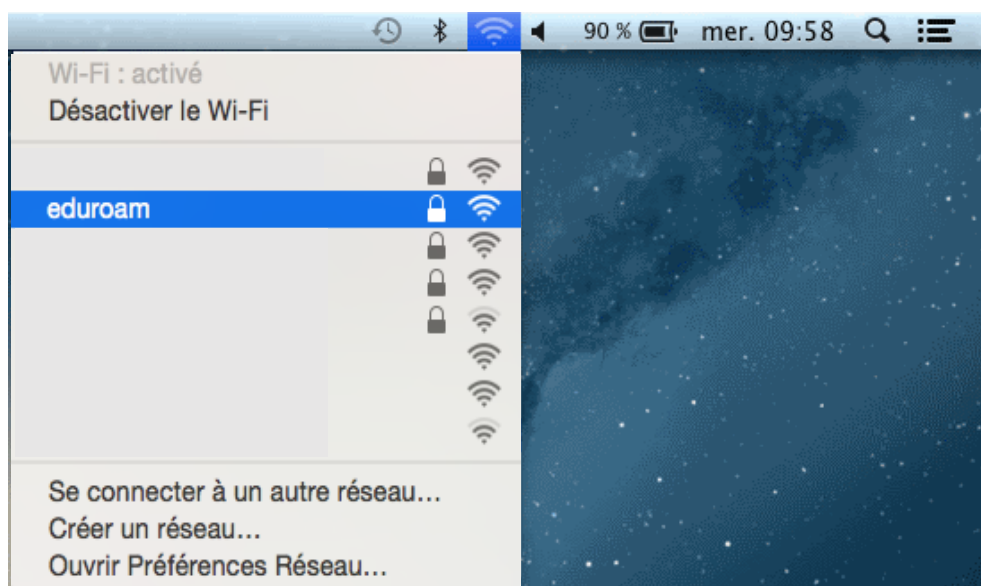 90 % mer. 09:58
Wi-Fi : activé
Désactiver le Wi-Fi
eduroam
Se connecter à un autre réseau...
Créer un réseau...
Ouvrir Préférences Réseau...